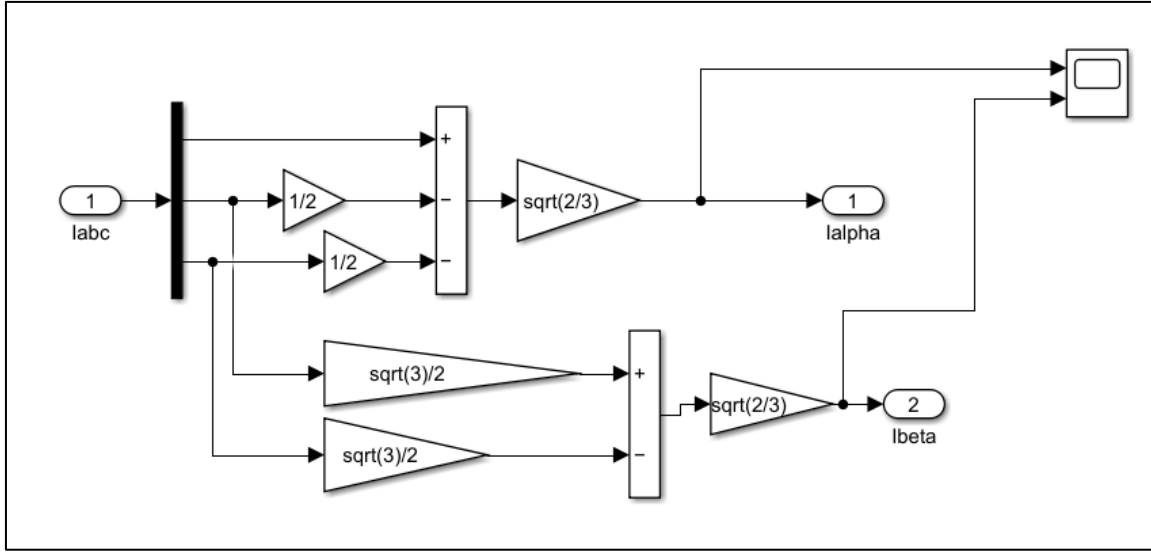 +
1
1/2
−
sqrt(2/3)
1
Iabc
Ialpha
1/2
−
sqrt(3)/2
+
sqrt(2/3)
2
Ibeta
sqrt(3)/2
−